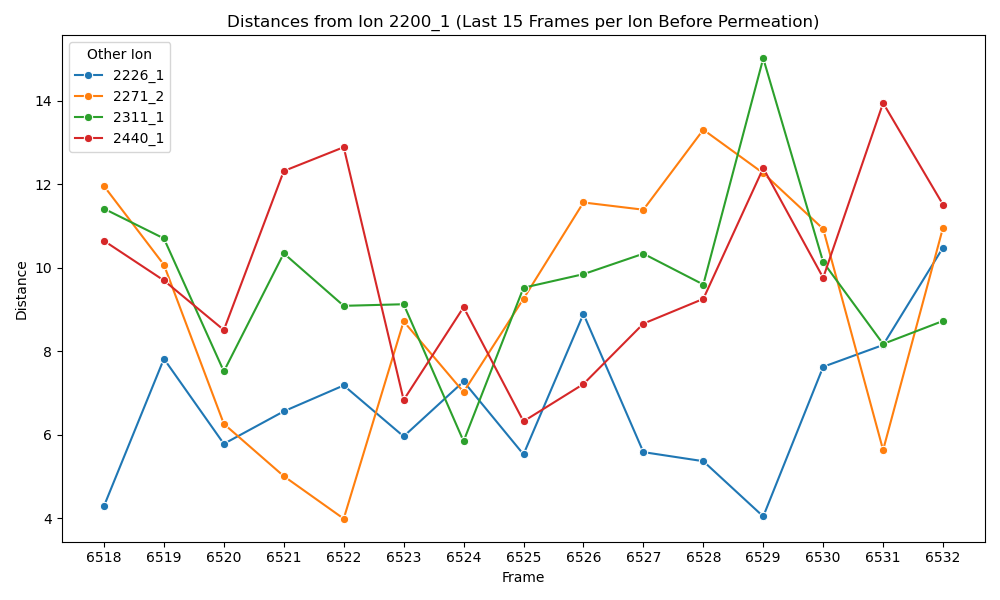 Distances from Ion 2200_1 (Last 15 Frames per Ion Before Permeation)
Other Ion
2226_1
2271_2
2311_1
2440_1
Distance
14
12
10
8
6
4
6518 6519 6520 6521 6522 6523 6524 6525 6526 6527 6528 6529 6530 6531 6532
Frame